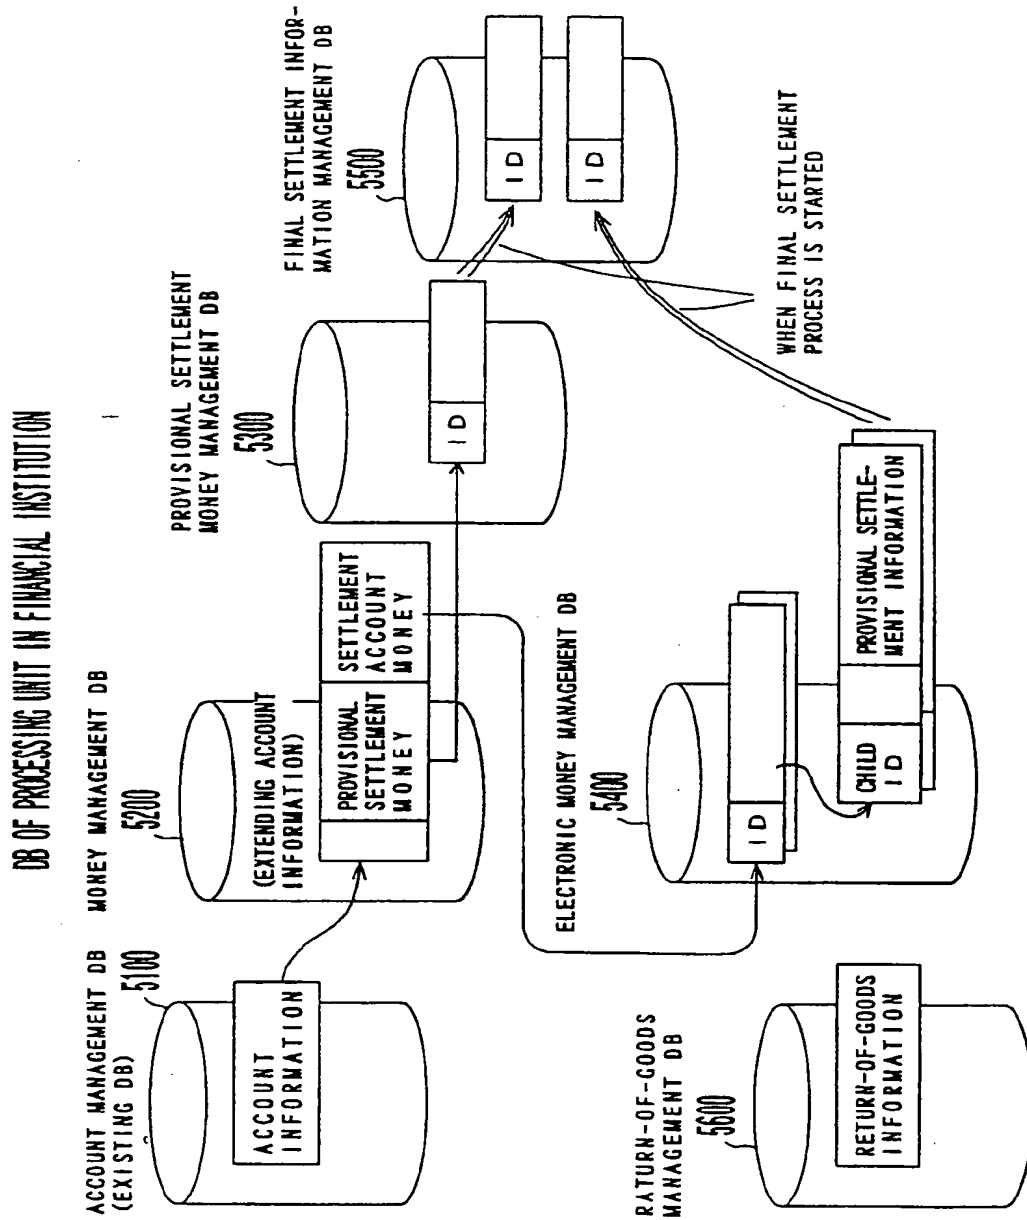 DB OF PROCESSING UNIT IN FINANCIAL INSTITUTION
ACCOUNT MANAGEMENT DB
(EXISTING DB)
5100
ACCOUNT
INFORMATION
MONEY MANAGEMENT DB
5200
(EXTENDING ACCOUNT
INFORMATION)
PROVISIONAL
SETTLEMENT
MONEY
SETTLEMENT
ACCOUNT
MONEY
PROVISIONAL SETTLEMENT
MONEY MANAGEMENT DB
5300
ID
FINAL SETTLEMENT INFOR-
MATION MANAGEMENT DB
5500
ID
ID
WHEN FINAL SETTLEMENT
PROCESS IS STARTED
ELECTRONIC MONEY MANAGEMENT DB
5400
ID
CHILD
ID
PROVISIONAL SETTLE-
MENT INFORMATION
RATURN-OF-GOODS
MANAGEMENT DB
5600
RETURN-OF-GOODS
INFORMATION